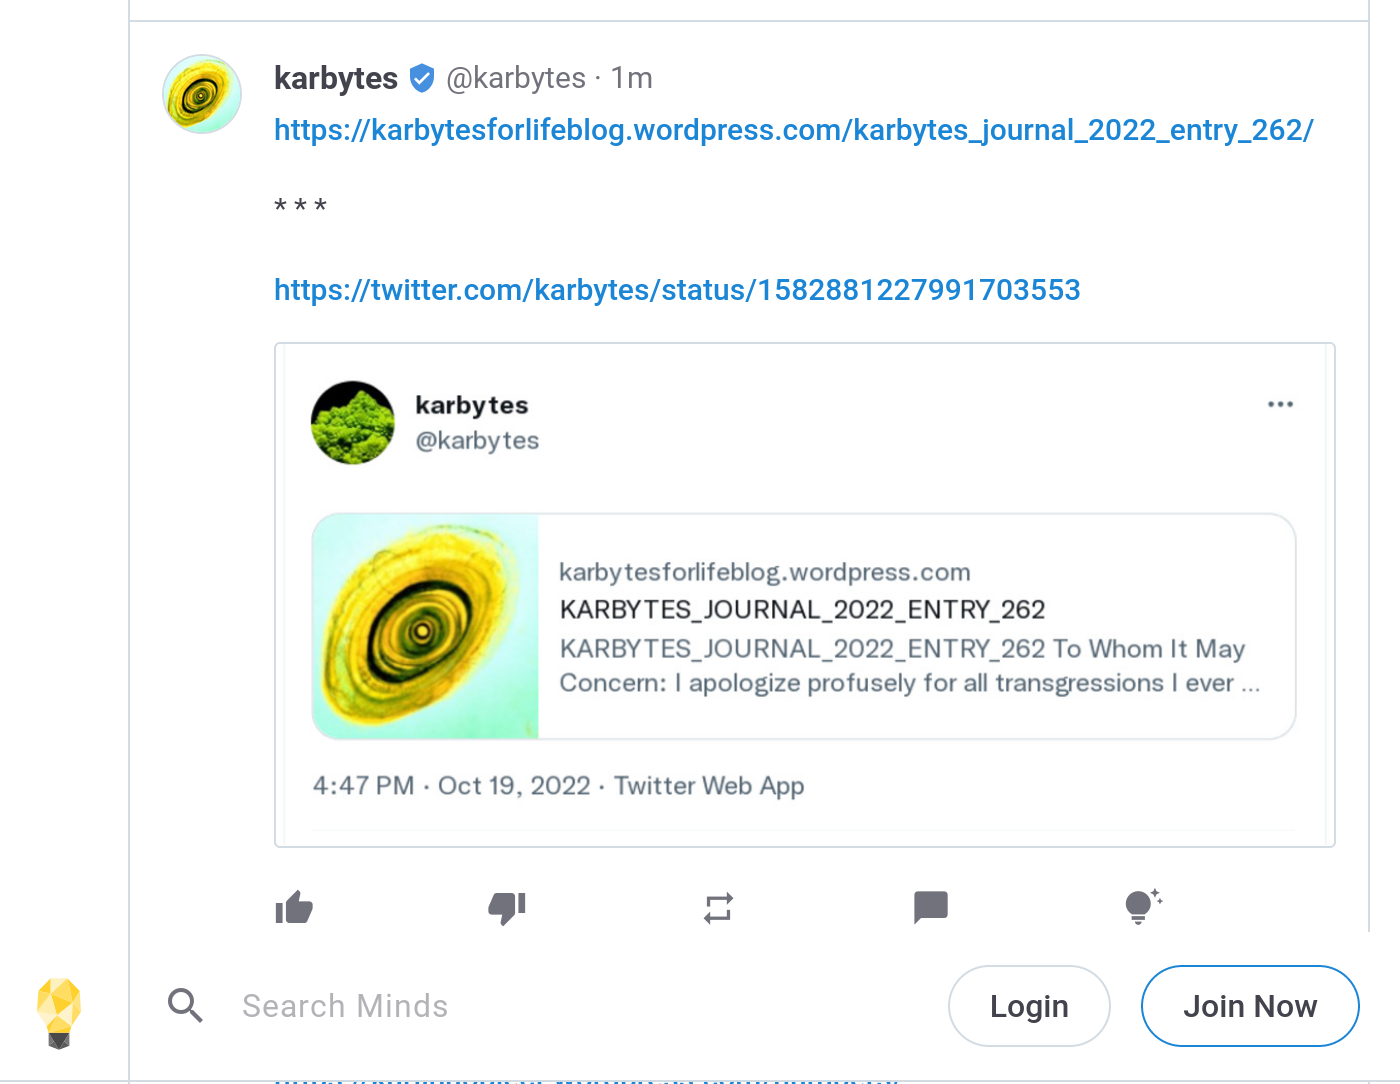 karbytes @karbytes · 1m
https://karbytesforlifeblog.wordpress.com/karbytes_journal_2022_entry_262/
* * *
https://twitter.com/karbytes/status/1582881227991703553
karbytes
@karbytes
karbytesforlifeblog.wordpress.com
KARBYTES_JOURNAL_2022_ENTRY_262
KARBYTES_JOURNAL_2022_ENTRY_262 To Whom It May
Concern: I apologize profusely for all transgressions I ever ...
4:47 PM · Oct 19, 2022 · Twitter Web App
Search Minds
Login
Join Now